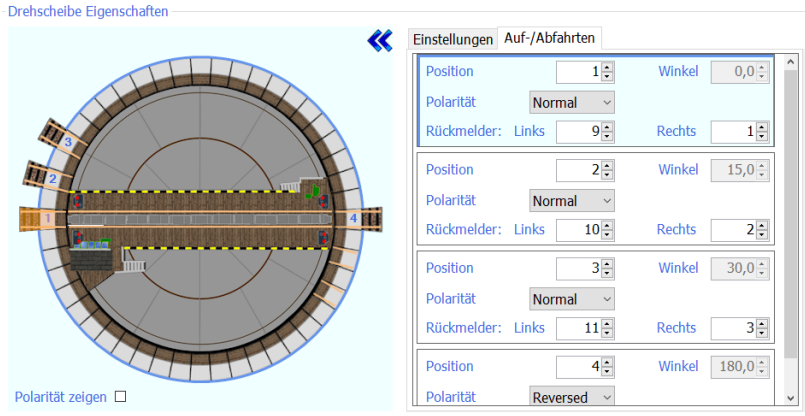 Drehscheibe Eigenschaften
Einstellungen Auf-/Abfahrten
Position 1 Winkel 0,0
Polarität Normal
Rückmelder: Links 9 Rechts 1
Position 2 Winkel 15,0
Polarität Normal
Rückmelder: Links 10 Rechts 2
Position 3 Winkel 30,0
Polarität Normal
Rückmelder: Links 11 Rechts 3
Position 4 Winkel 180,0
Polarität Reversed
3
2
1
4
Polarität zeigen